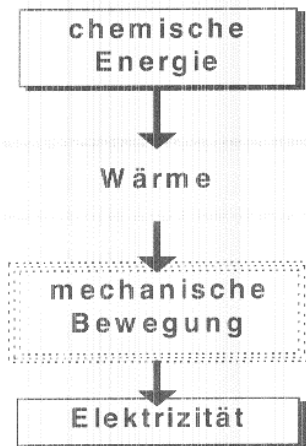 chemische
Energie
Wärme
mechanische
Bewegung
Elektrizität